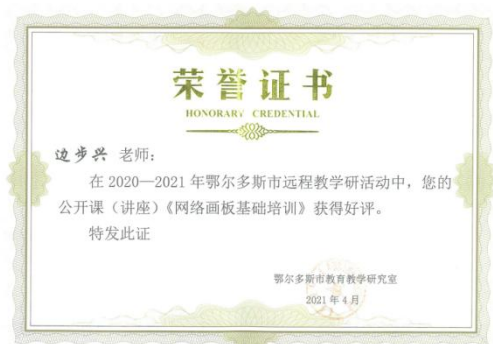 荣誉证书
HONORARY CREDENTIAL
边步兴 老师:
在 2020—2021 年鄂尔多斯市远程教学研活动中，您的
公开课（讲座）《网络画板基础培训》获得好评。
特发此证
鄂尔多斯市教育教学研究室
2021 年 4 月